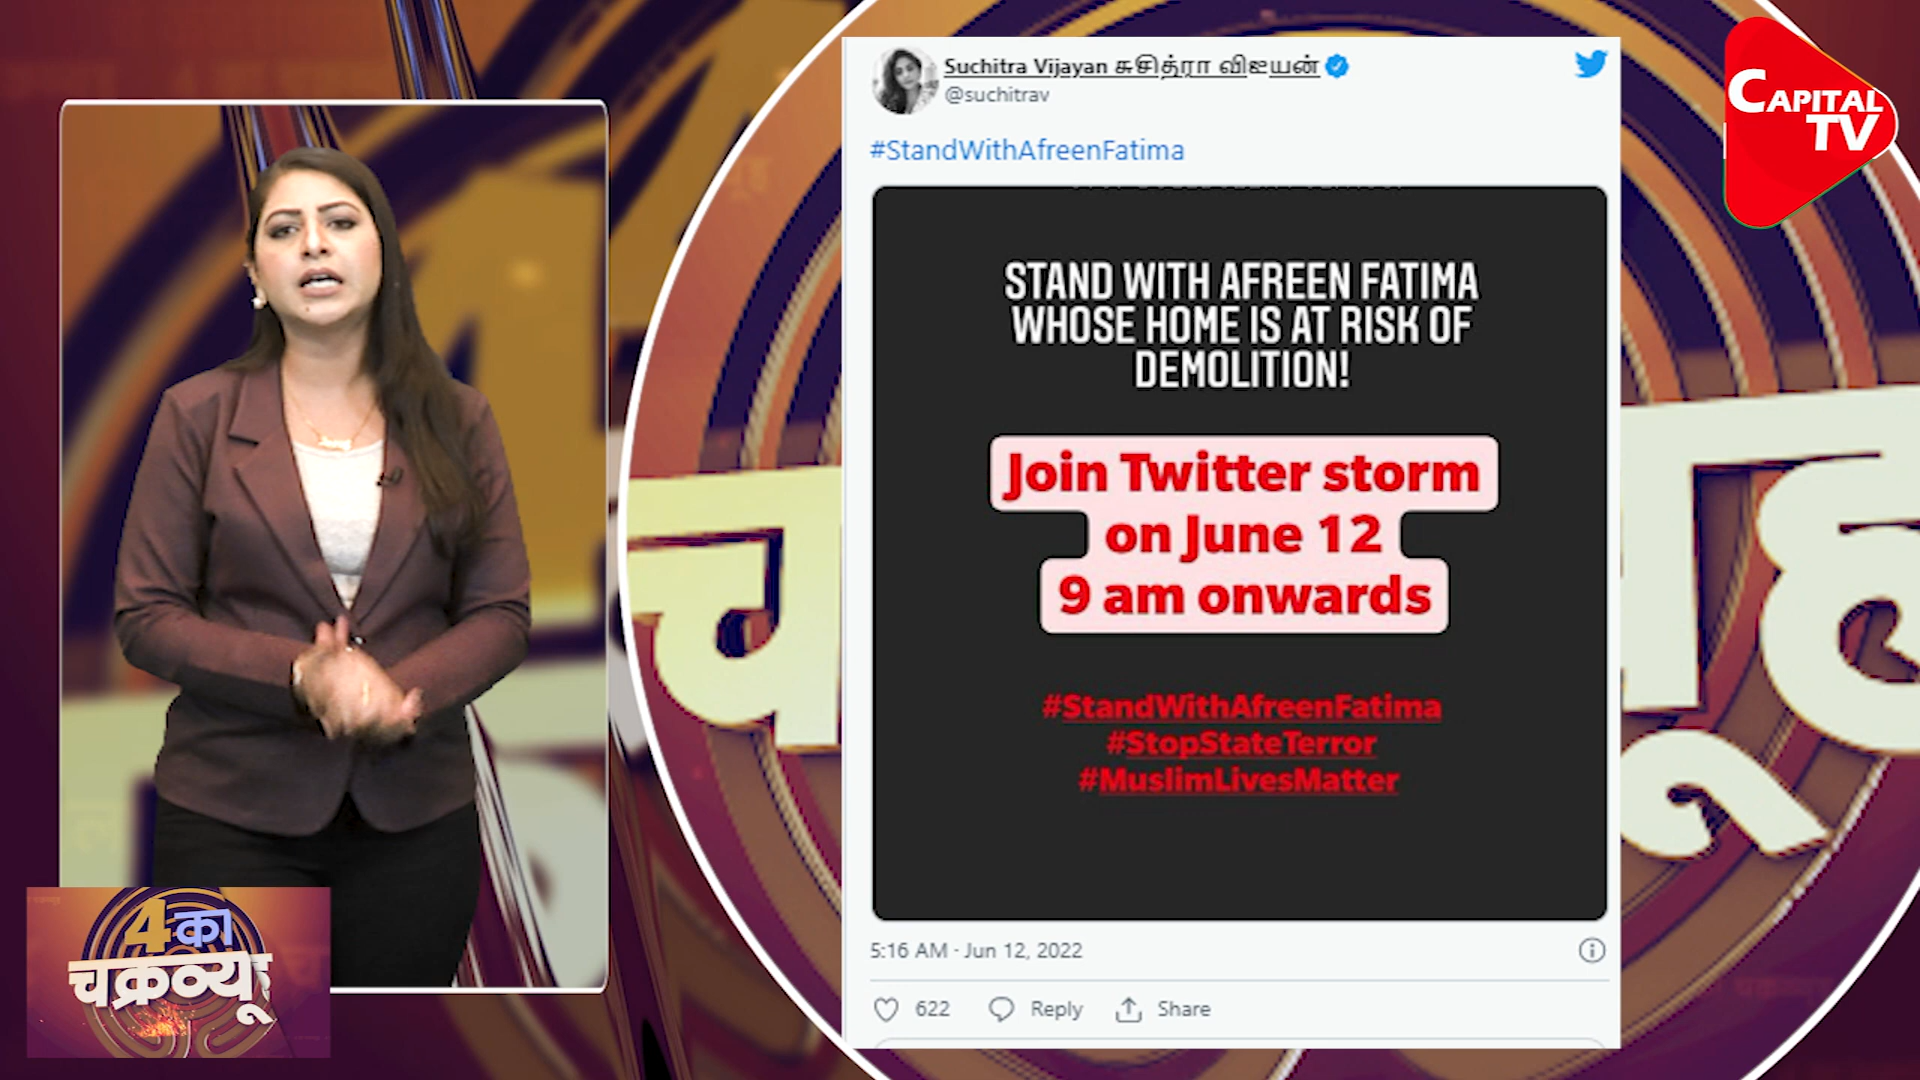 Suchitra Vijayan சுசித்ரா விஜயன்
@suchitrav
#StandWithAfreenFatima
STAND WITH AFREEN FATIMA
WHOSE HOME IS AT RISK OF
DEMOLITION!
Join Twitter storm
on June 12
9 am onwards
#StandWithAfreenFatima
#StopStateTerror
#MuslimLivesMatter
5:16 AM · Jun 12, 2022
622
Reply
Share
CAPITAL
TV
4 का
चक्रव्यूह